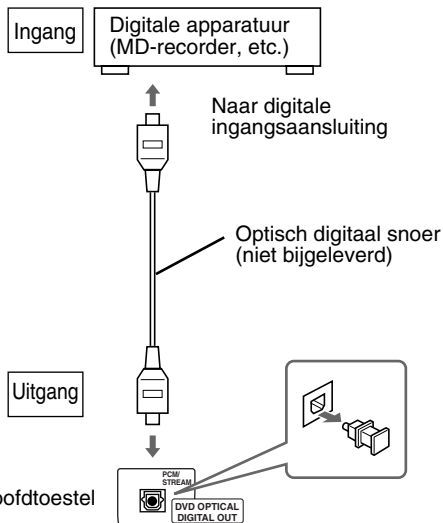 Ingang
Digitale apparatuur
(MD-recorder, etc.)
Naar digitale
ingangsaansluiting
Optisch digitaal snoer
(niet bijgeleverd)
Uitgang
PCM/
STREAM
oofdtoestel
DVD OPTICAL
DIGITAL OUT